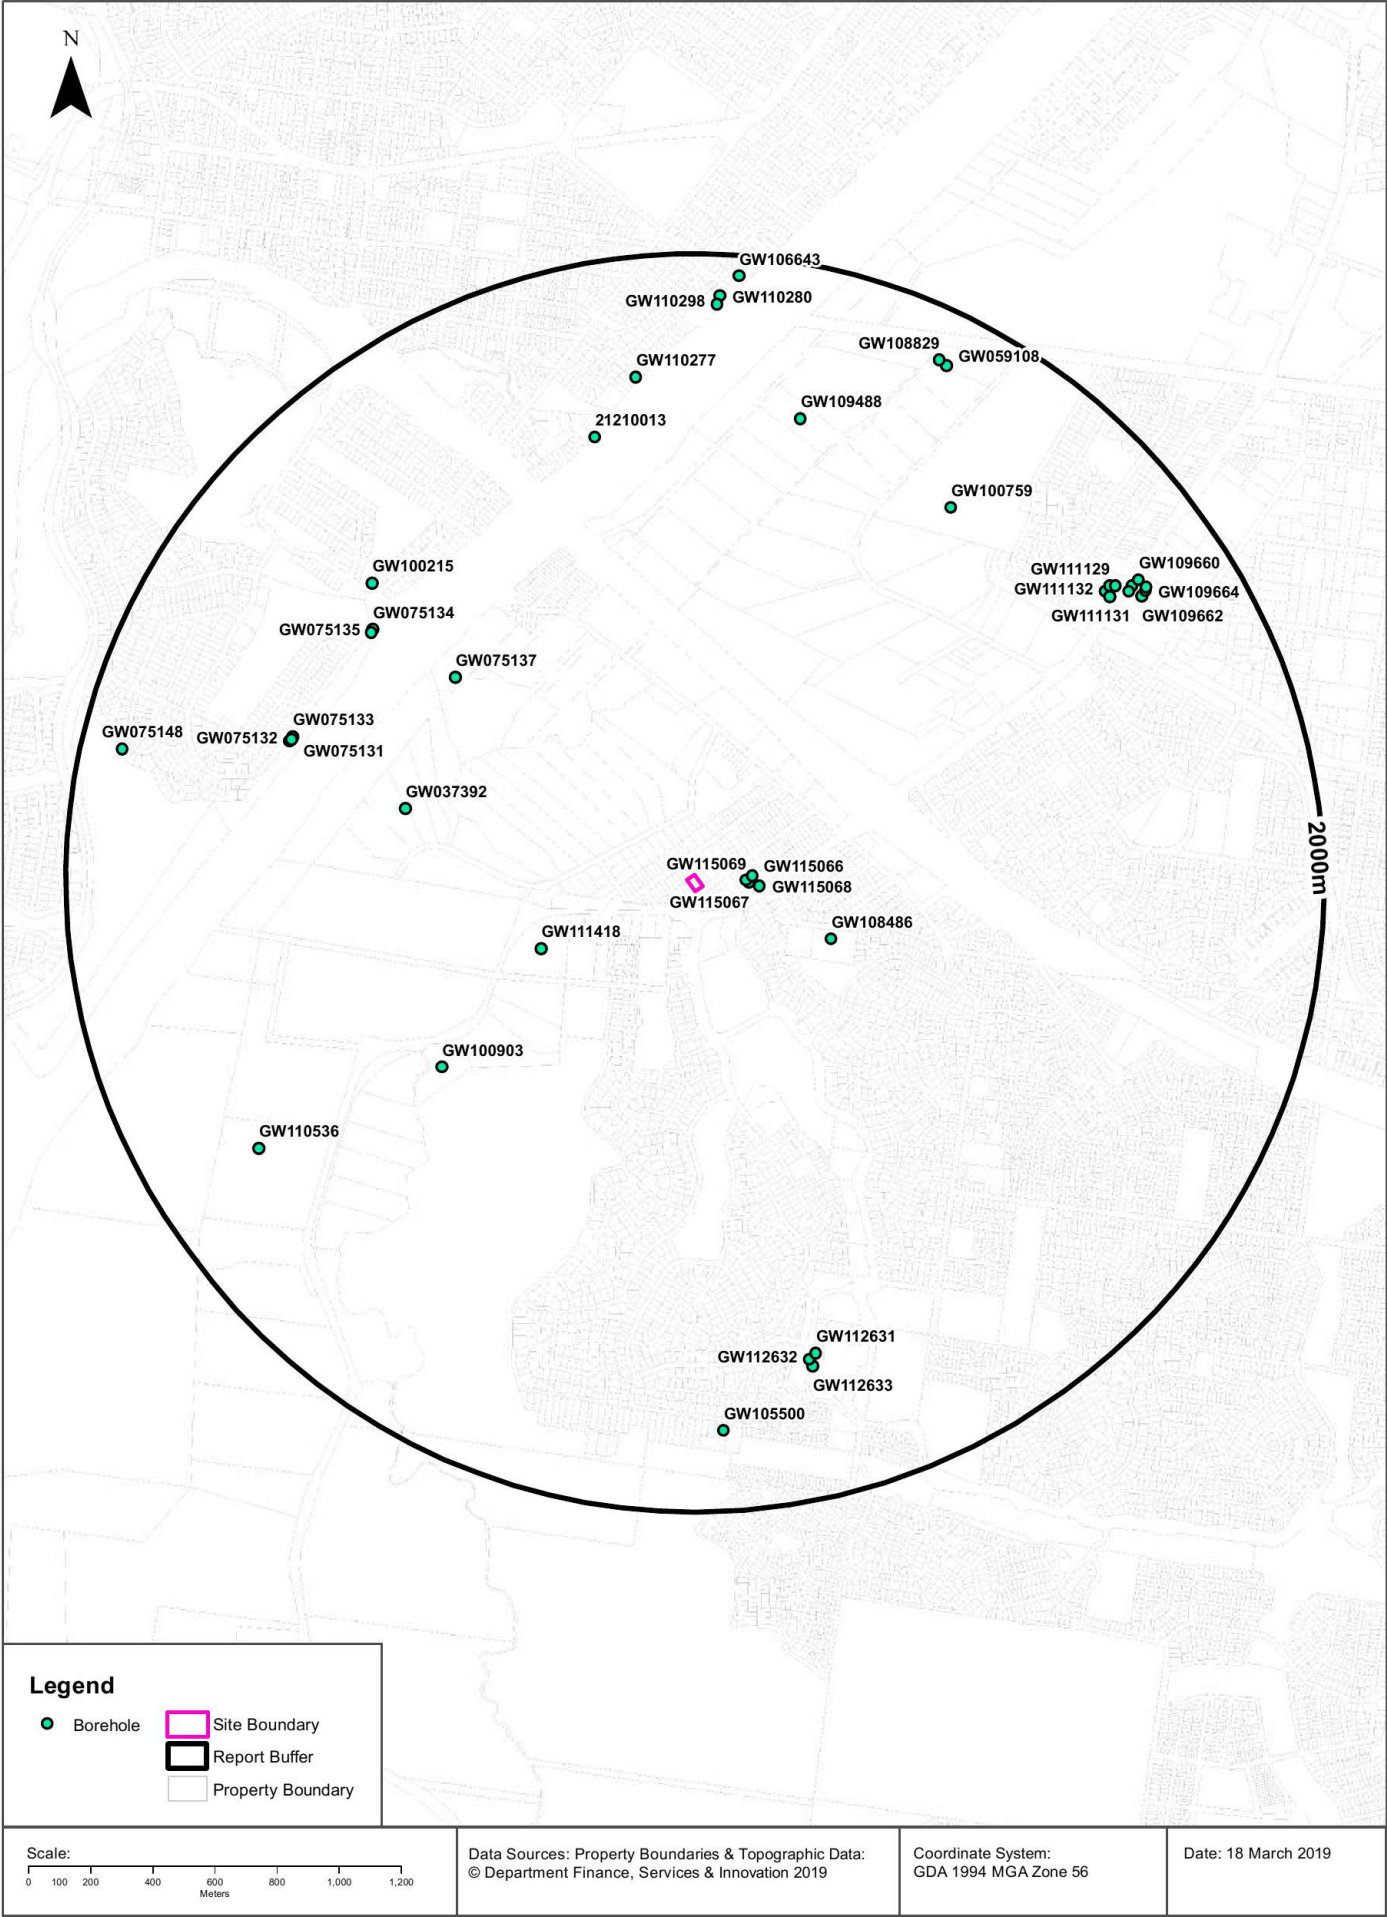 N
GW106643
GW110298
GW110280
GW108829
GW059108
GW110277
GW109488
21210013
GW100759
GW100215
GW109660
GW111129
GW111132
GW109664
GW111131
GW109662
GW075134
GW075135
GW075137
GW075133
GW075148
GW075132
GW075131
GW037392
2000m
GW115069
GW115066
GW115068
GW115067
GW108486
GW111418
GW100903
GW110536
GW112631
GW112632
GW112633
GW105500
Legend
Borehole
Site Boundary
Report Buffer
Property Boundary
Scale:
0 100 200 400 600 800 1,000 1,200
Meters
Data Sources: Property Boundaries & Topographic Data:
© Department Finance, Services & Innovation 2019
Coordinate System:
GDA 1994 MGA Zone 56
Date: 18 March 2019